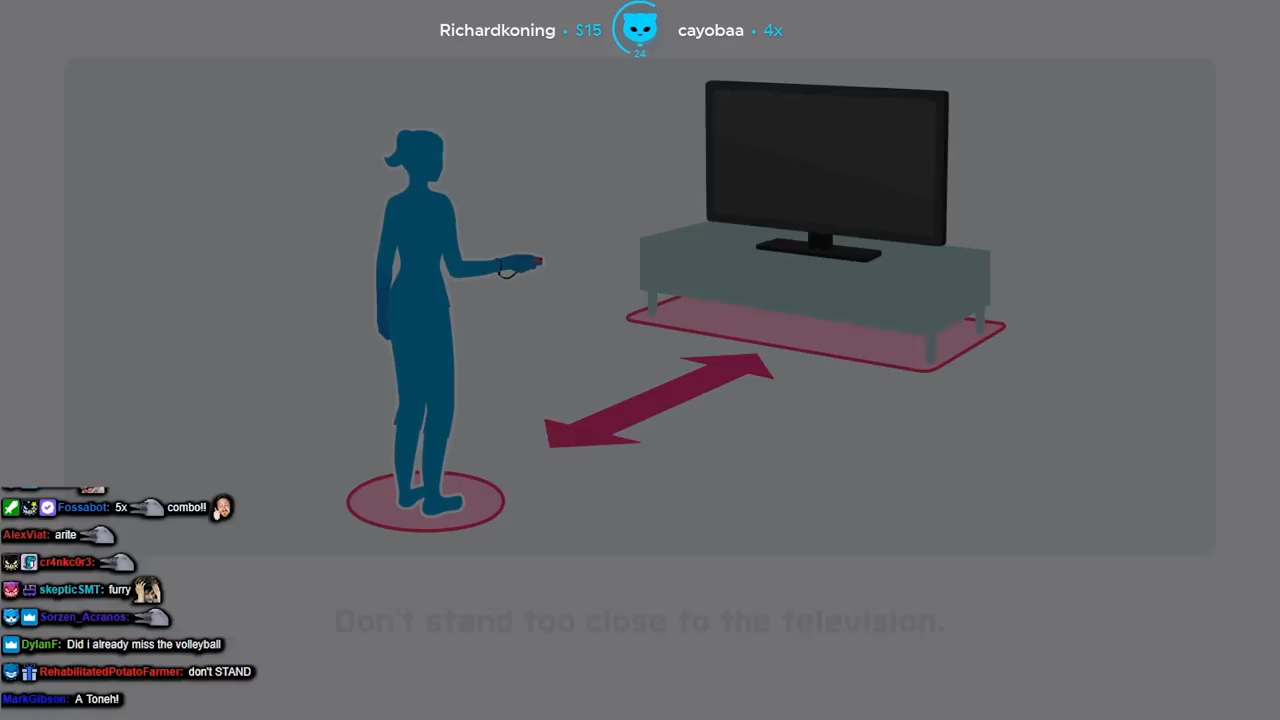 Richardkoning • $15
24
cayobaa • 4x
Fossabot: 5x combo!!
AlexViat: arite
cr4nkc0r3:
skepticSMT: furry
Sorzen_Acranos:
DylanF: Did i already miss the volleyball
RehabilitatedPotatoFarmer: don't STAND
MarkGibson: A Toneh!
Don't stand too close to the television.